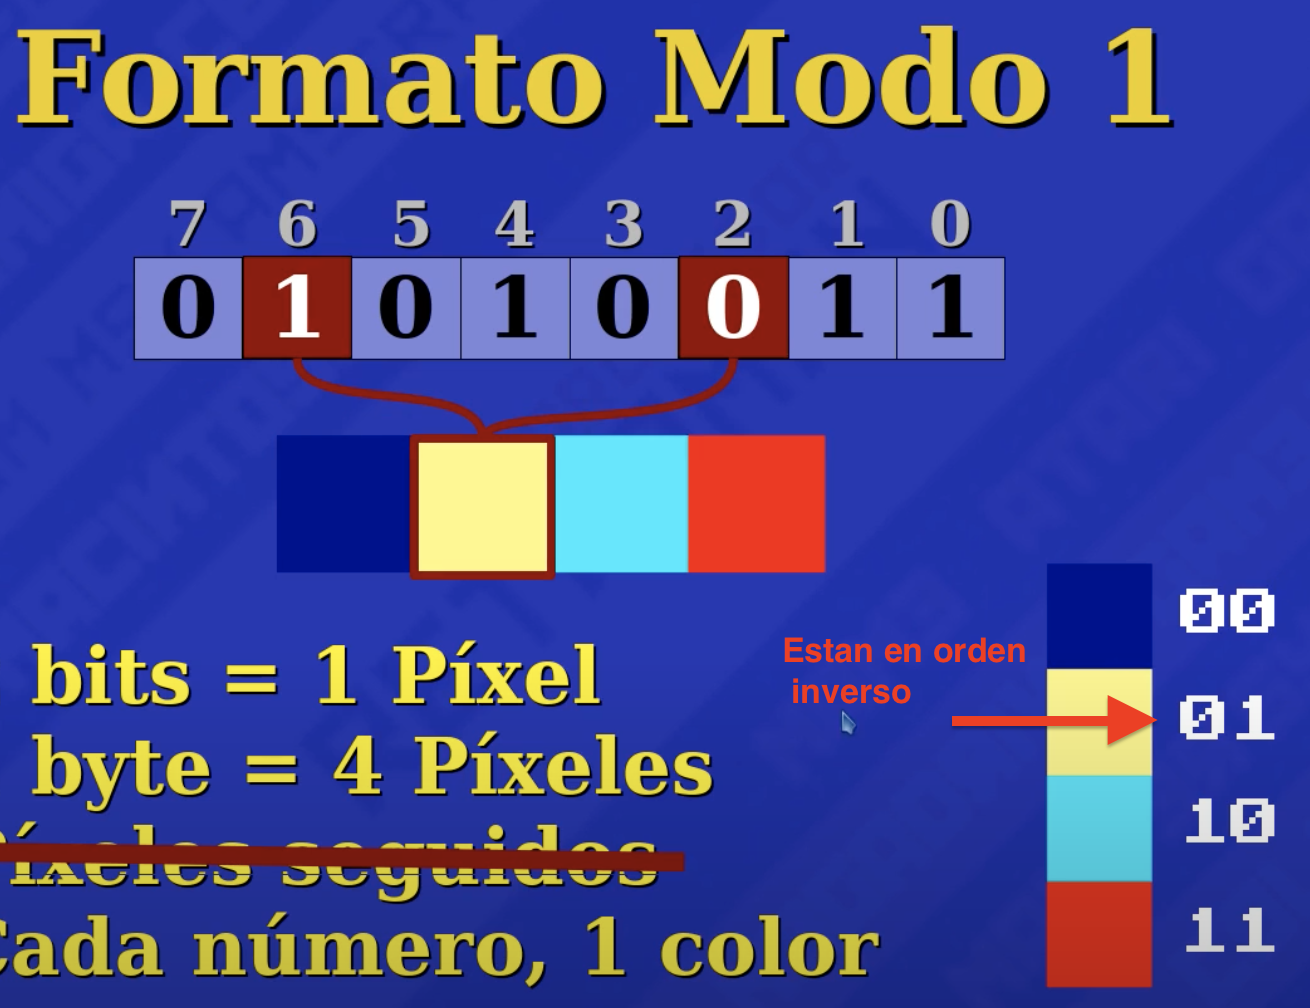 Formato Modo 1
7 6 5 4 3 2 1 0
0 1 0 1 0 0 1 1
bits = 1 Píxel
byte = 4 Píxeles
Píxeles seguidos
Cada número, 1 color
Estan en orden
inverso
00
01
10
11